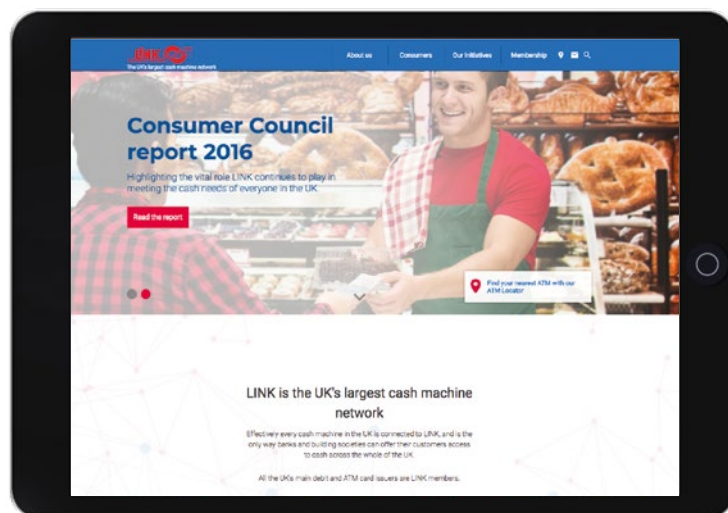 LINK
The UK's largest cash machine network
About us Consumers Our Initiatives Membership
Consumer Council
report 2016
Highlighting the vital role LINK continues to play in
meeting the cash needs of everyone in the UK
Read the report
Find your nearest ATM with our
ATM Locator
LINK is the UK's largest cash machine
network
Effectively every cash machine in the UK is connected to LINK, and is the
only way banks and building societies can offer their customers access
to cash across the whole of the UK.
All the UK's main debit and ATM card issuers are LINK members.